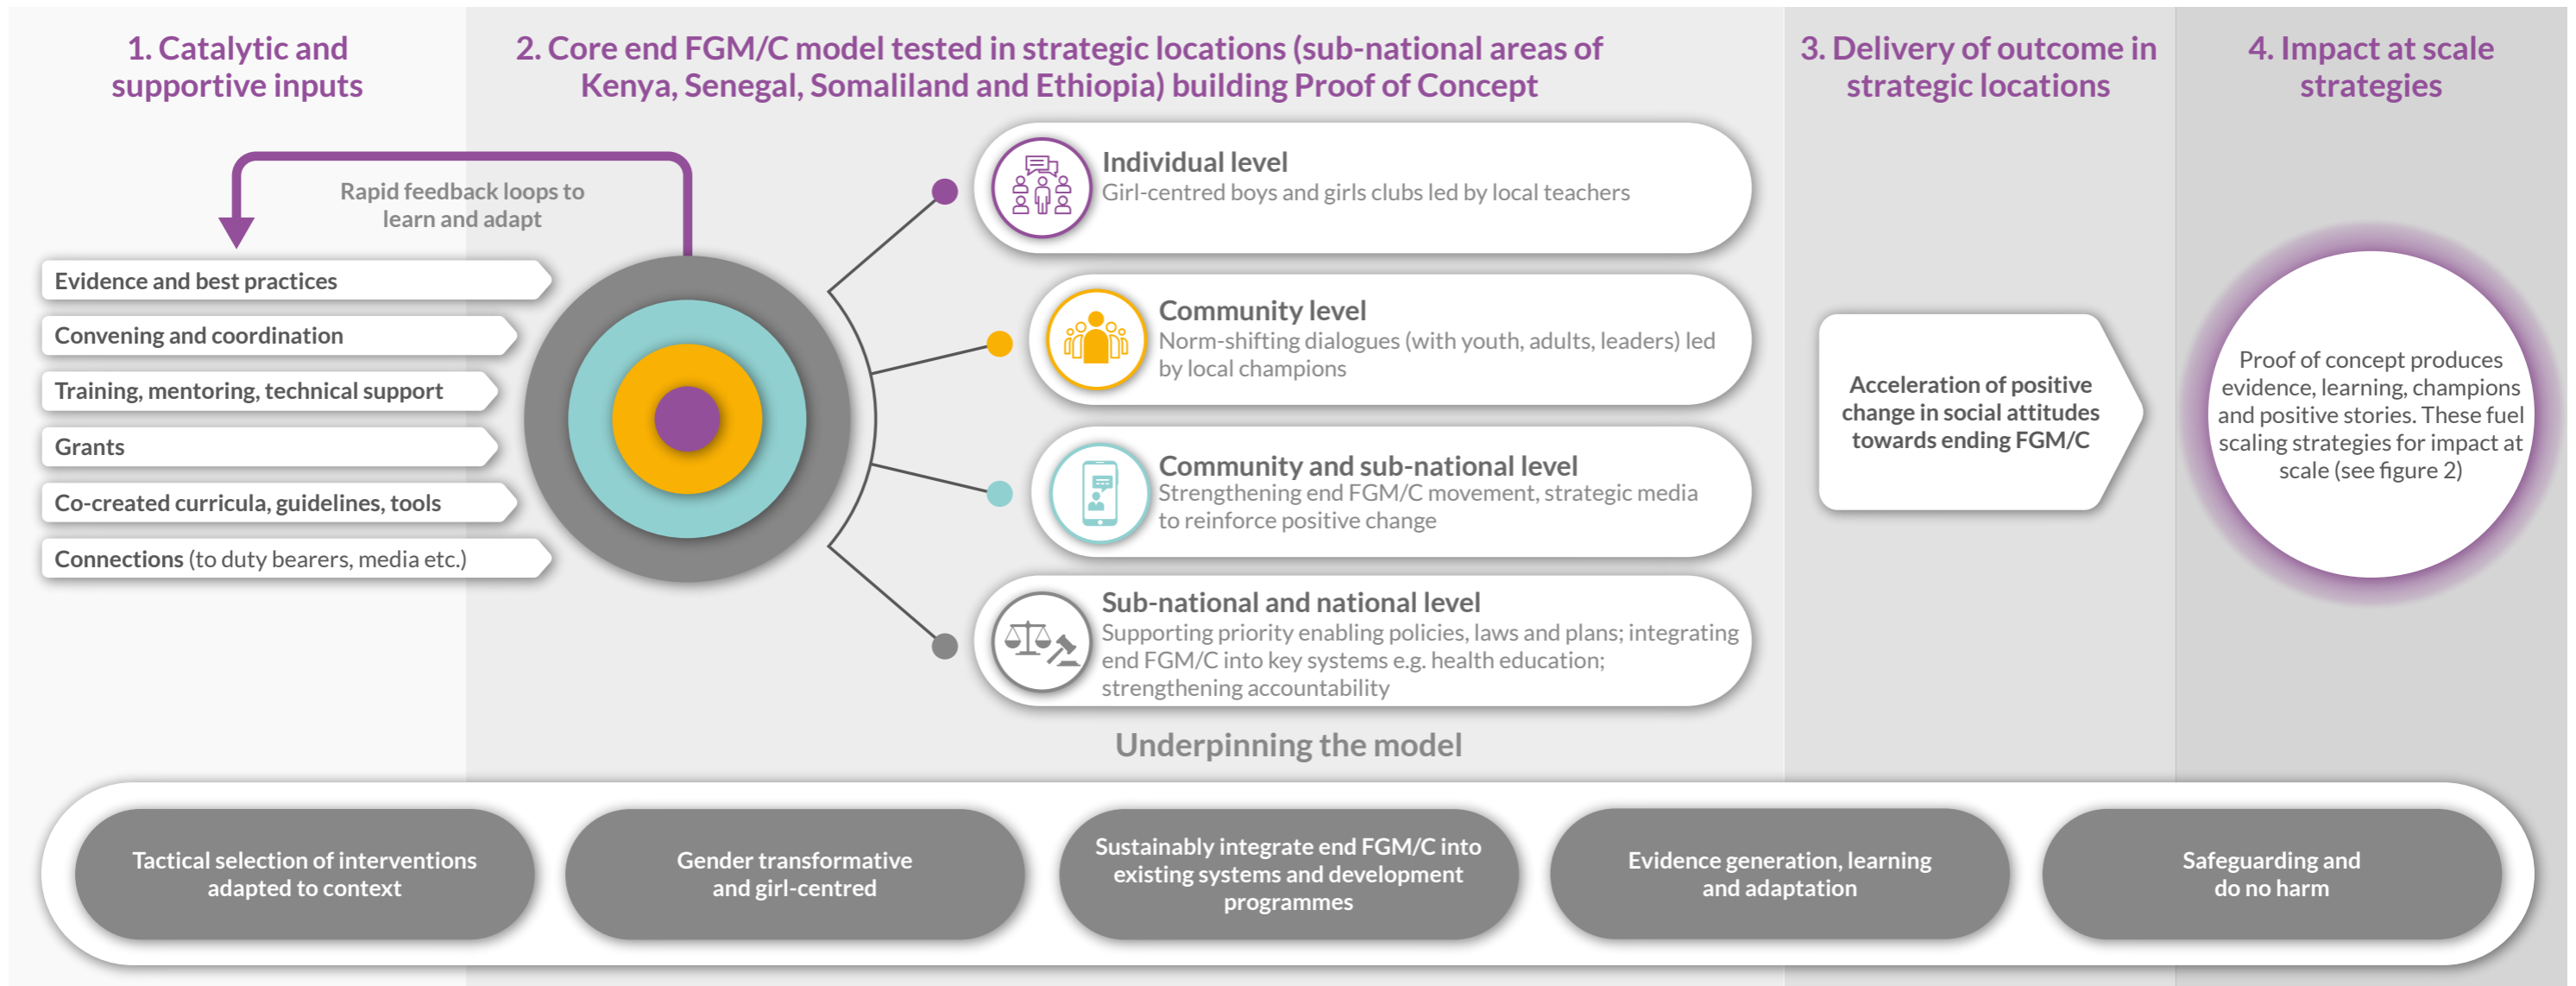 1. Catalytic and
supportive inputs
2. Core end FGM/C model tested in strategic locations (sub-national areas of
Kenya, Senegal, Somaliland and Ethiopia) building Proof of Concept
3. Delivery of outcome in
strategic locations
4. Impact at scale
strategies
Rapid feedback loops to
learn and adapt
Evidence and best practices
Convening and coordination
Training, mentoring, technical support
Grants
Co-created curricula, guidelines, tools
Connections (to duty bearers, media etc.)
Individual level
Girl-centred boys and girls clubs led by local teachers
Community level
Norm-shifting dialogues (with youth, adults, leaders) led
by local champions
Community and sub-national level
Strengthening end FGM/C movement, strategic media
to reinforce positive change
Sub-national and national level
Supporting priority enabling policies, laws and plans; integrating
end FGM/C into key systems e.g. health education;
strengthening accountability
Acceleration of positive
change in social attitudes
towards ending FGM/C
Proof of concept produces
evidence, learning, champions
and positive stories. These fuel
scaling strategies for impact at
scale (see figure 2)
Underpinning the model
Tactical selection of interventions
adapted to context
Gender transformative
and girl-centred
Sustainably integrate end FGM/C into
existing systems and development
programmes
Evidence generation, learning
and adaptation
Safeguarding and
do no harm